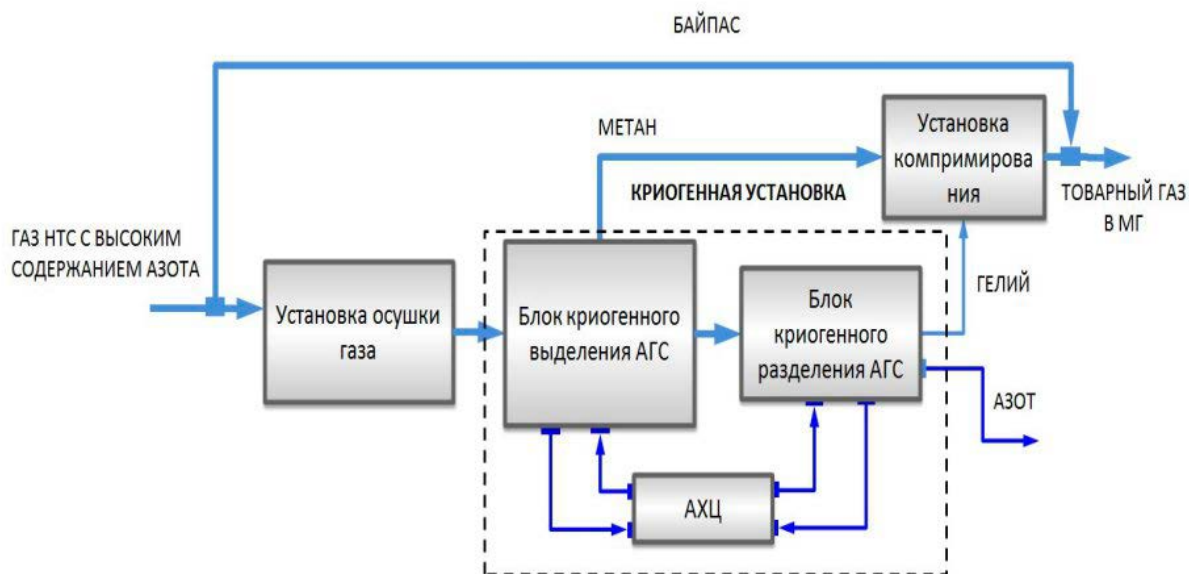 БАЙПАС
МЕТАН
Установка
компримирова
ния
КРИОГЕННАЯ УСТАНОВКА
ТОВАРНЫЙ ГАЗ
В МГ
ГАЗ НТС С ВЫСОКИМ
СОДЕРЖАНИЕМ АЗОТА
Установка осушки
газа
Блок криогенного
выделения АГС
Блок
криогенного
разделения АГС
ГЕЛИЙ
АЗОТ
АХЦ